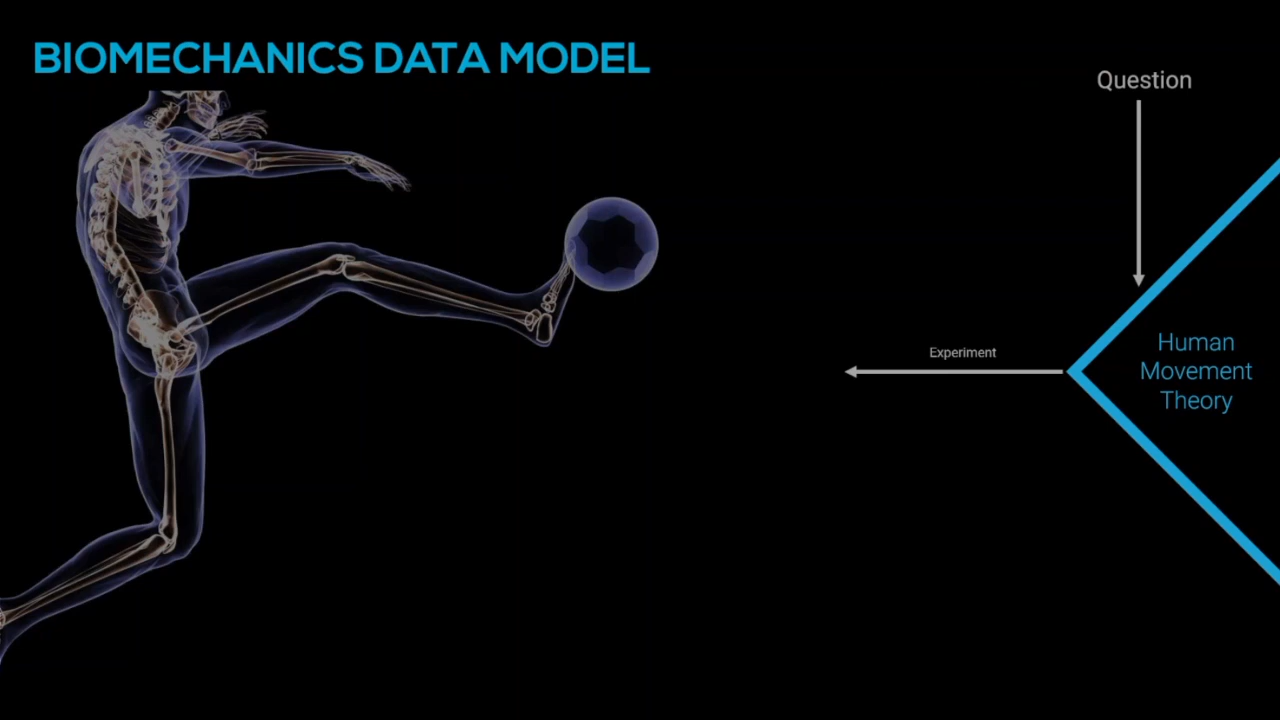 BIOMECHANICS DATA MODEL
Question
Experiment
Human
Movement
Theory